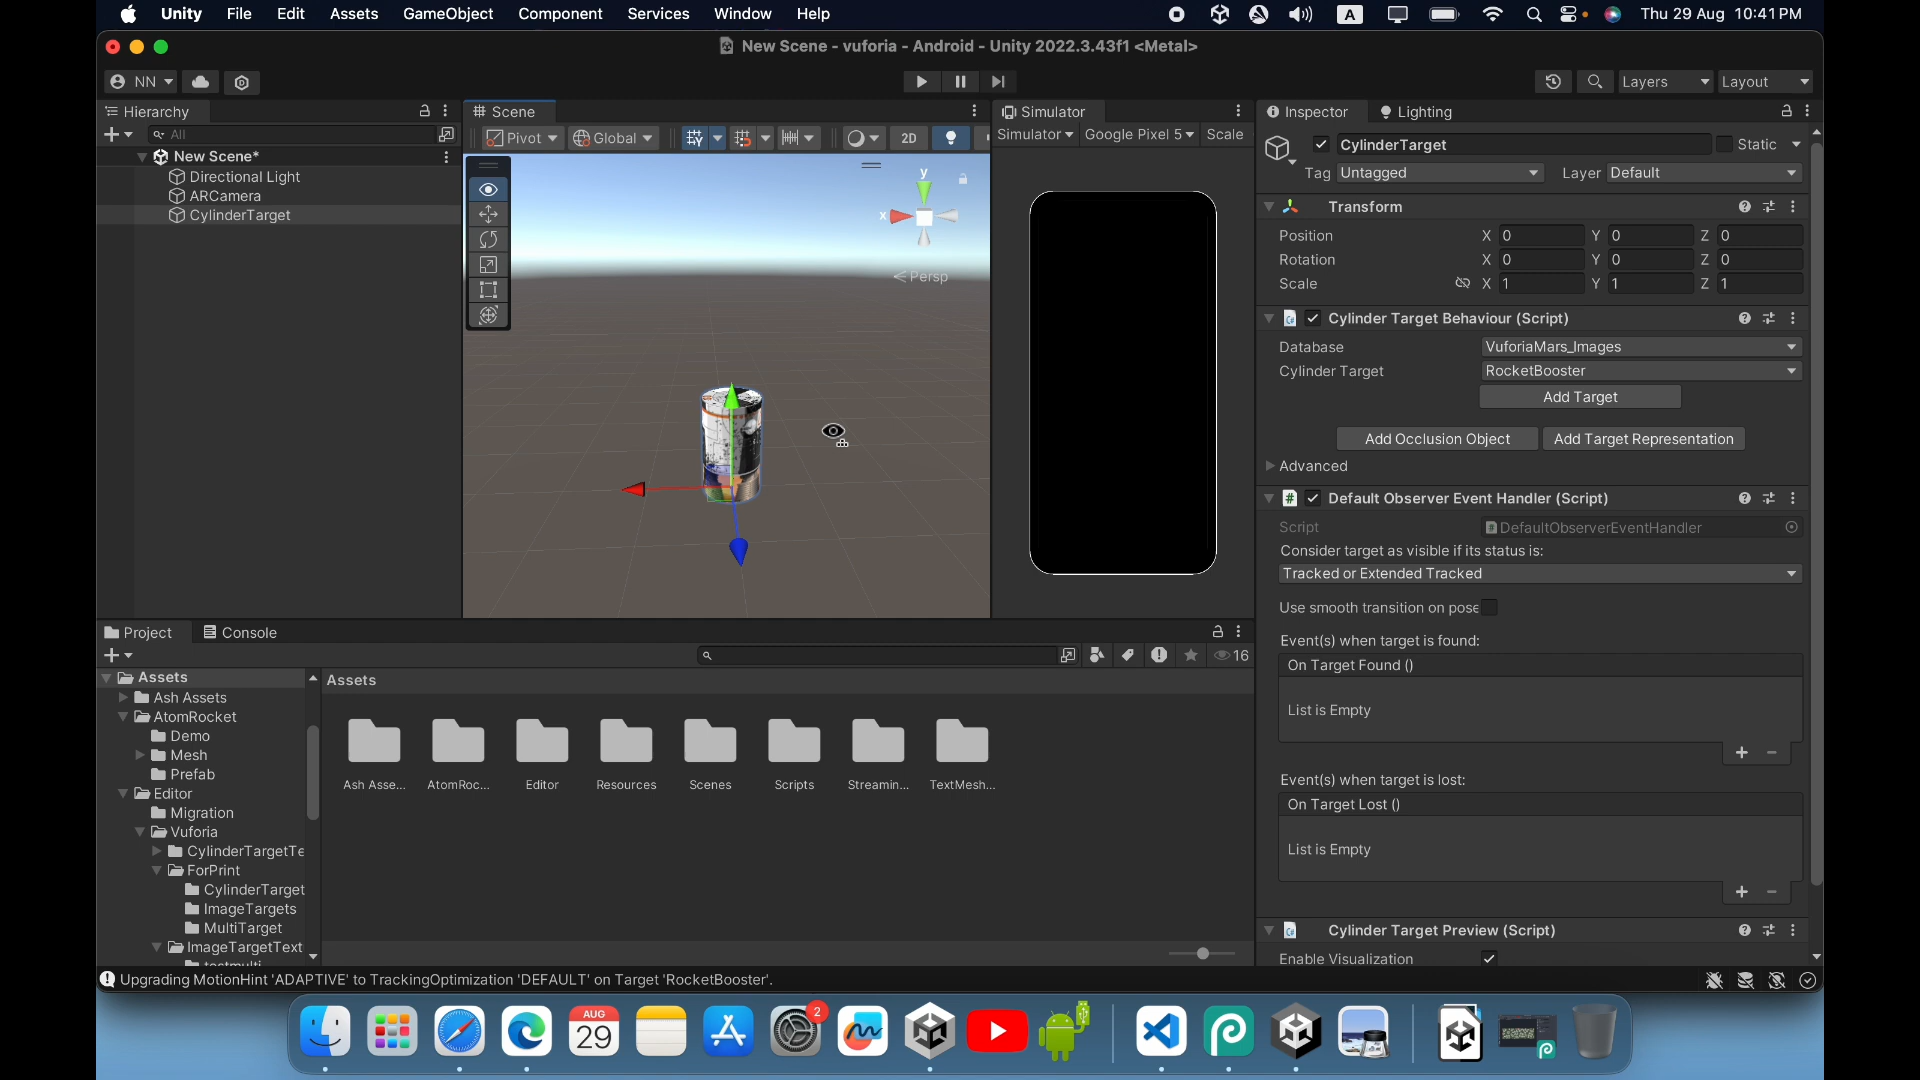 Unity File Edit Assets GameObject Component Services Window Help
A
Thu 29 Aug 10:41 PM
New Scene - vuforia - Android - Unity 2022.3.43f1 <Metal>
NN
Layers
Layout
Hierarchy
Scene
Simulator
Inspector
Lighting
All
Pivot
Global
2D
Simulator
Google Pixel 5
Scale
CylinderTarget
Static
Tag Untagged
Layer Default
New Scene*
Directional Light
ARCamera
CylinderTarget
y
x
Persp
Transform
Position X 0 Y 0 Z 0
Rotation X 0 Y 0 Z 0
Scale X 1 Y 1 Z 1
Cylinder Target Behaviour (Script)
Database VuforiaMars_Images
Cylinder Target RocketBooster
Add Target
Add Occlusion Object
Add Target Representation
Advanced
# Default Observer Event Handler (Script)
Script DefaultObserverEventHandler
Consider target as visible if its status is:
Tracked or Extended Tracked
Use smooth transition on pose
Event(s) when target is found:
On Target Found ()
List is Empty
Event(s) when target is lost:
On Target Lost ()
List is Empty
Cylinder Target Preview (Script)
Enable Visualization
Project
Console
16
Assets
Ash Assets
AtomRocket
Demo
Mesh
Prefab
Editor
Migration
Vuforia
CylinderTargetTe
ForPrint
CylinderTarget
ImageTargets
MultiTarget
ImageTargetText
Assets
Ash Asse...
AtomRoc...
Editor
Resources
Scenes
Scripts
Streamin...
TextMesh...
Upgrading MotionHint 'ADAPTIVE' to TrackingOptimization 'DEFAULT' on Target 'RocketBooster'.
AUG
29
2